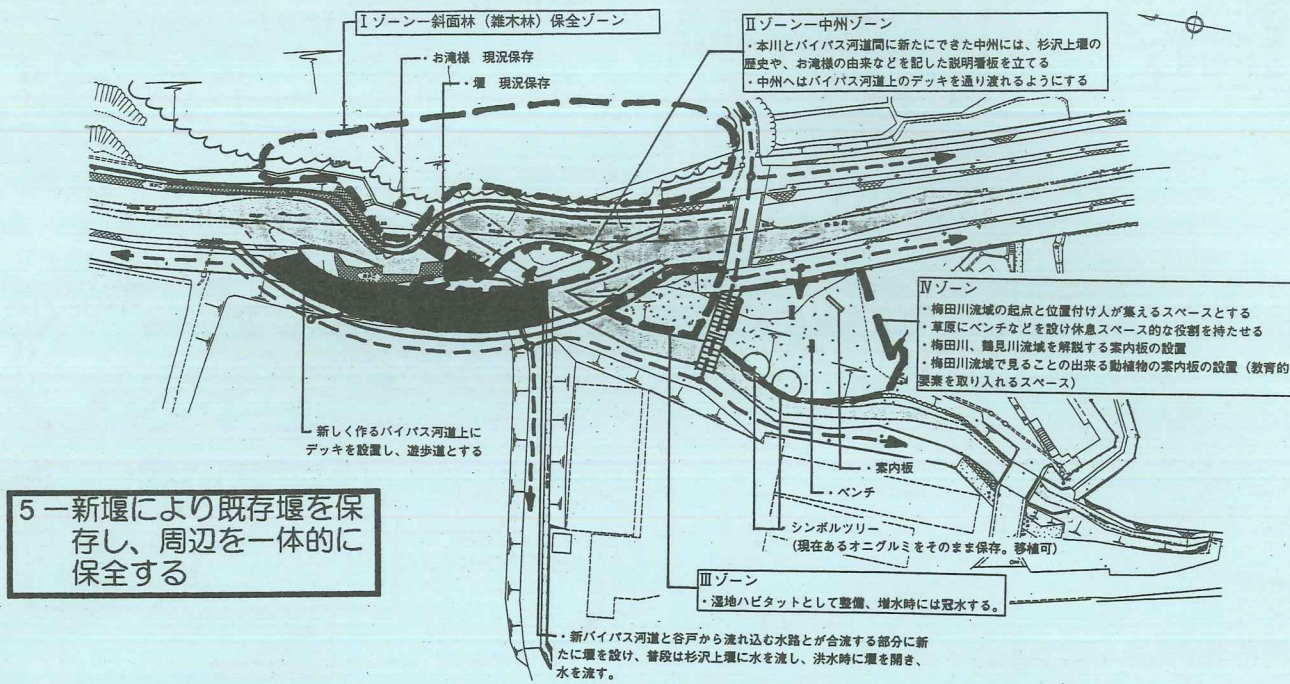 Ⅰゾーン―斜面林（雑木林）保全ゾーン
・お滝様 現況保存
・堰 現況保存
Ⅱゾーン―中州ゾーン
・本川とバイパス河道間に新たにできた中州には、杉沢上堰の
歴史や、お滝様の由来などを記した説明看板を立てる
・中州へはバイパス河道上のデッキを通り渡れるようにする
Ⅳゾーン
・梅田川流域の起点と位置付け人が集えるスペースとする
・草原にベンチなどを設け休息スペース的な役割を持たせる
・梅田川、鶴見川流域を解説する案内板の設置
・梅田川流域で見ることの出来る動植物の案内板の設置（教育的
要素を取り入れるスペース）
・新しく作るバイパス河道上に
デッキを設置し、遊歩道とする
・案内板
・ベンチ
シンボルツリー
（現在あるオニグルミをそのまま保存。移植可）
5―新堰により既存堰を保
存し、周辺を一体的に
保全する
Ⅲゾーン
・湿地ハビタットとして整備、増水時には冠水する。
・新バイパス河道と谷戸から流れ込む水路とが合流する部分に新
たに堰を設け、普段は杉沢上堰に水を流し、洪水時に堰を開き、
水を流す。